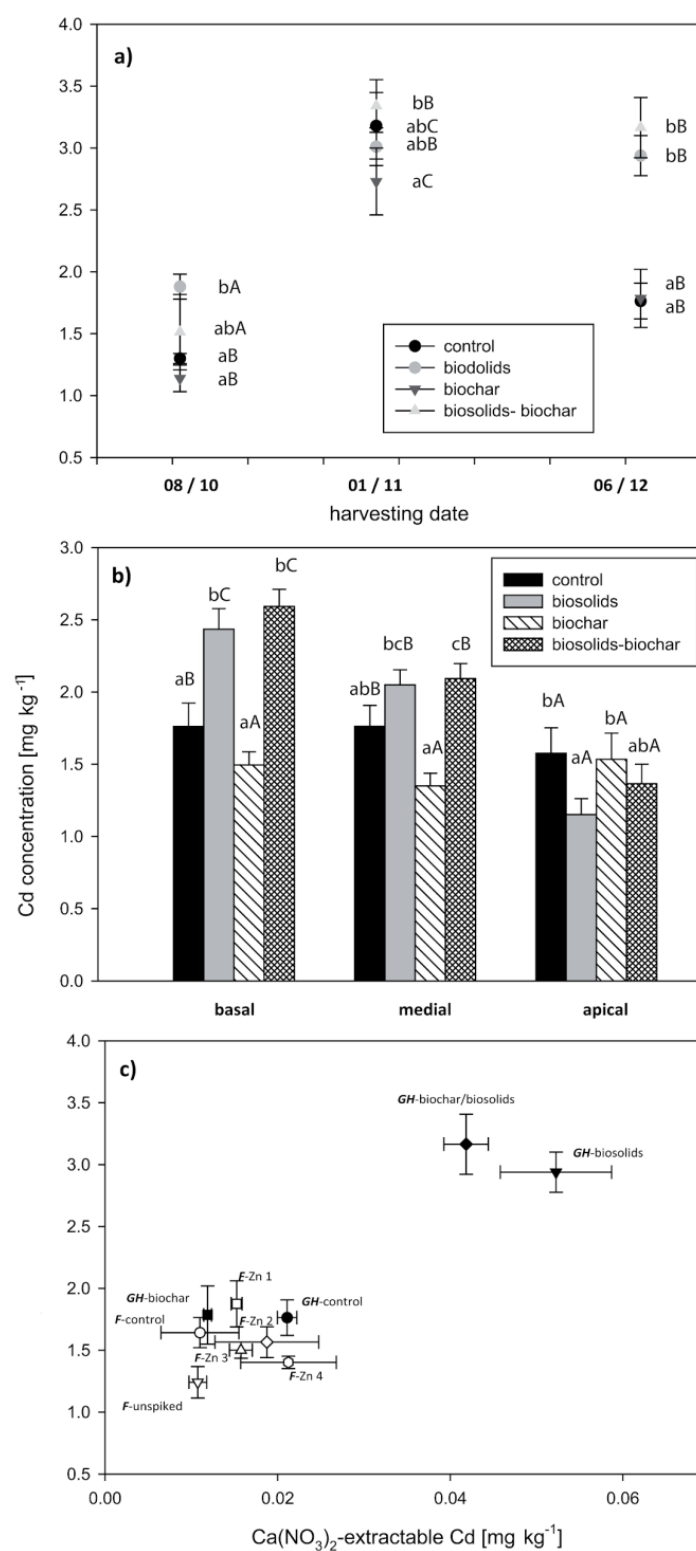 a)
4.0
3.5
3.0
2.5
2.0
1.5
1.0
0.5
bA
abA
aB
aB
bB
abC
abB
aC
bB
bB
aB
aB
control
biodolids
biochar
biosolids- biochar
08 / 10
01 / 11
06 / 12
harvesting date
Cd concentration [mg kg⁻¹]
b)
3.0
2.5
2.0
1.5
1.0
0.5
0.0
aB
bC
aA
bC
abB
bcB
aA
cB
bA
aA
bA
abA
control
biosolids
biochar
biosolids-biochar
basal
medial
apical
c)
4.0
3.5
3.0
2.5
2.0
1.5
1.0
0.5
GH-biochar/biosolids
GH-biosolids
F-Zn 1
GH-biochar
GH-control
F-control
F-Zn 2
F-Zn 3
F-Zn 4
F-unspiked
0.00
0.02
0.04
0.06
Ca(NO₃)₂-extractable Cd [mg kg⁻¹]